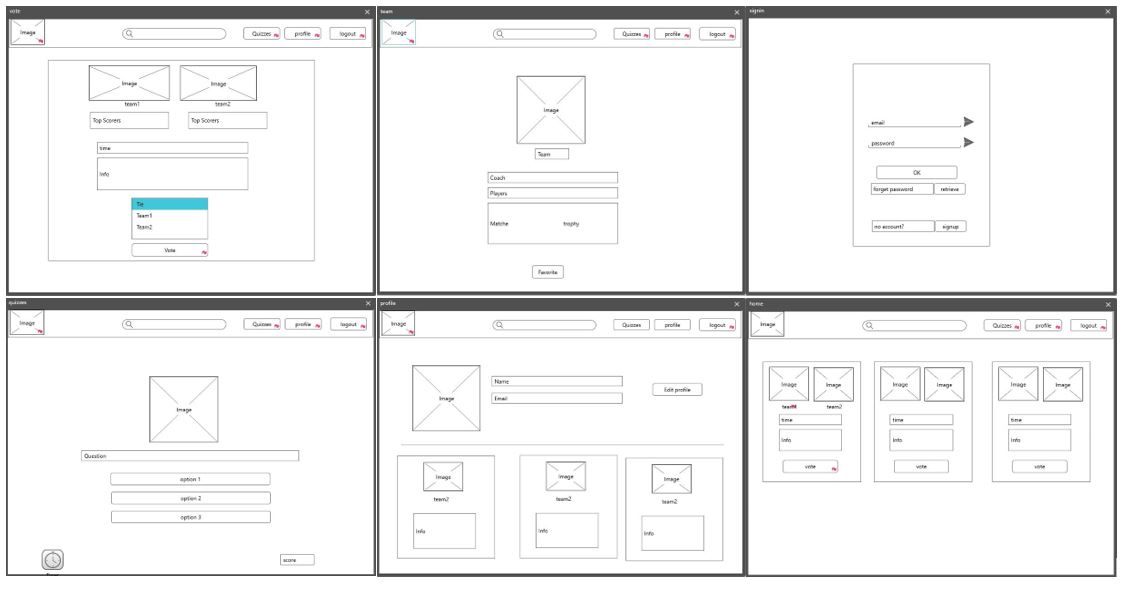 vote
Image
Quizzes profile logout
Image Image
team1 team2
Top Scorers Top Scorers
time
Info
Tie
Team1
Team2
Vote
team
Image
Quizzes profile logout
Image
Team
Coach
Players
Matche trophy
Favorite
signin
email
password
OK
forget password retrieve
no account? signup
quizzes
Image
Quizzes profile logout
Image
Question
option 1
option 2
option 3
score
profile
Image
Quizzes profile logout
Image
Name
Email
Edit profile
Image Image Image
team2 team2 team2
Info Info Info
home
Image
Quizzes profile logout
Image Image Image Image Image Image
team2
time time time
Info Info Info
vote vote vote